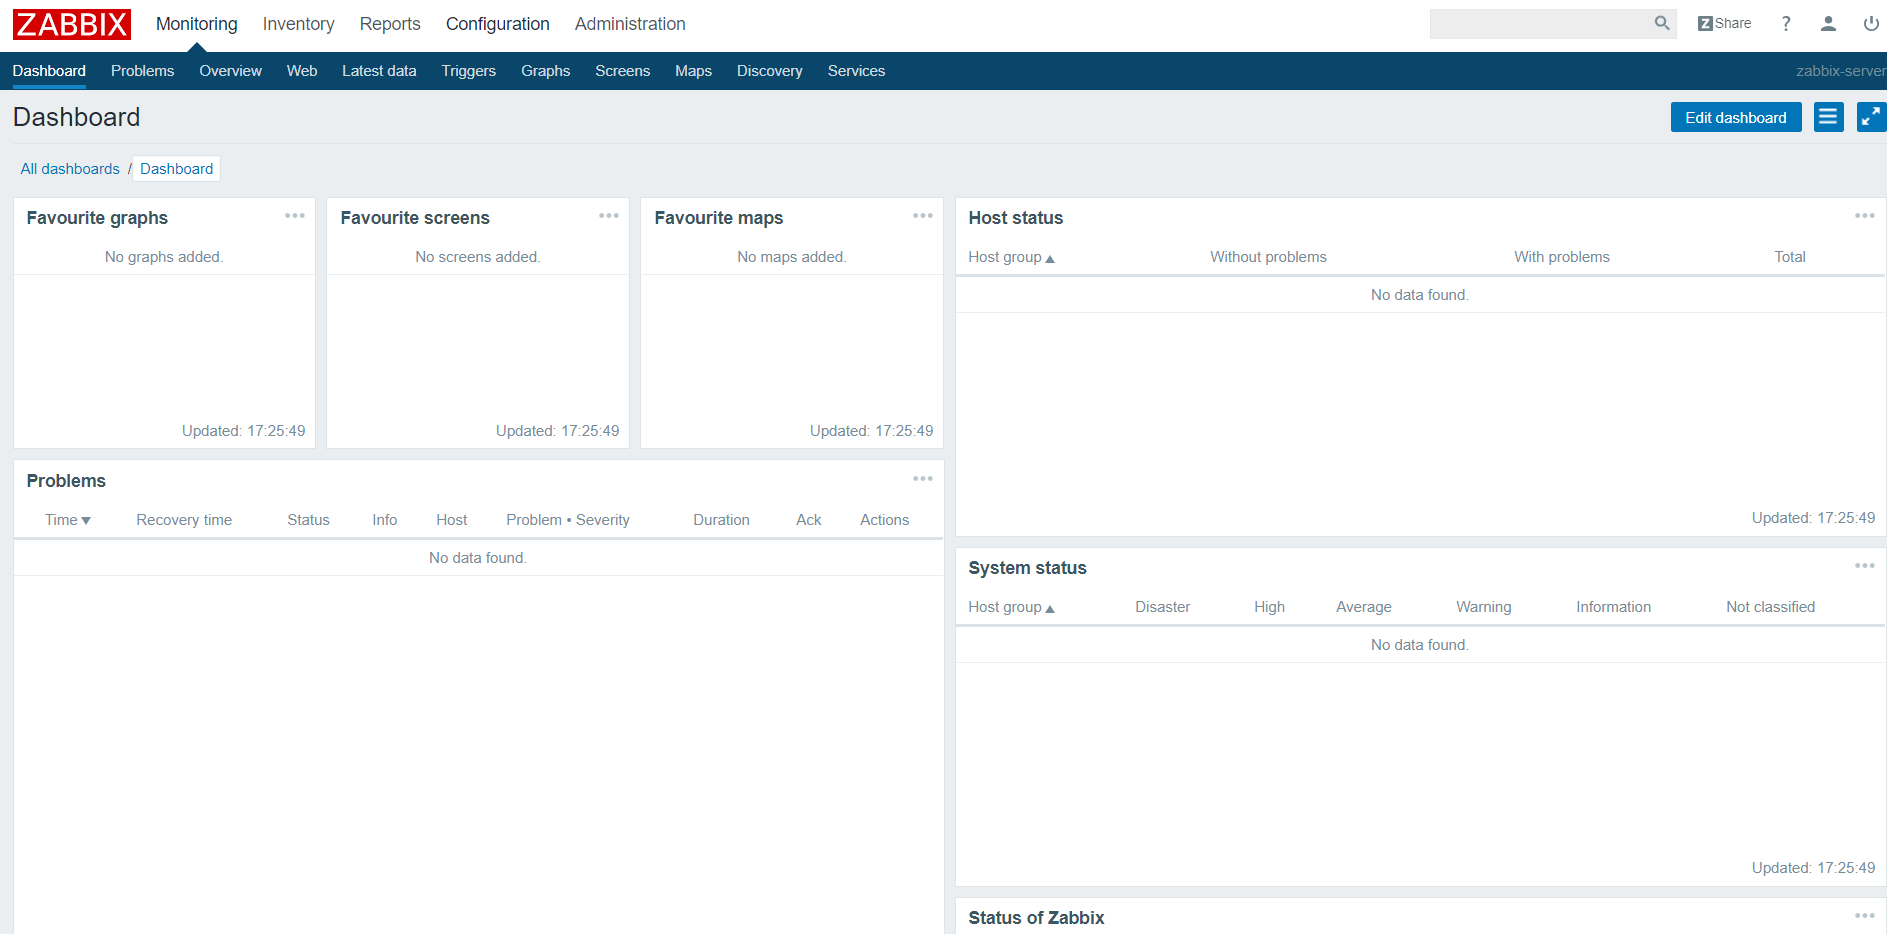 ZABBIX Monitoring Inventory Reports Configuration Administration Z Share ?
Dashboard Problems Overview Web Latest data Triggers Graphs Screens Maps Discovery Services zabbix-server
Dashboard Edit dashboard
All dashboards / Dashboard
Favourite graphs
No graphs added.
Updated: 17:25:49
Favourite screens
No screens added.
Updated: 17:25:49
Favourite maps
No maps added.
Updated: 17:25:49
Host status
Host group ▲ Without problems With problems Total
No data found.
Updated: 17:25:49
Problems
Time ▼ Recovery time Status Info Host Problem • Severity Duration Ack Actions
No data found.
System status
Host group ▲ Disaster High Average Warning Information Not classified
No data found.
Updated: 17:25:49
Status of Zabbix